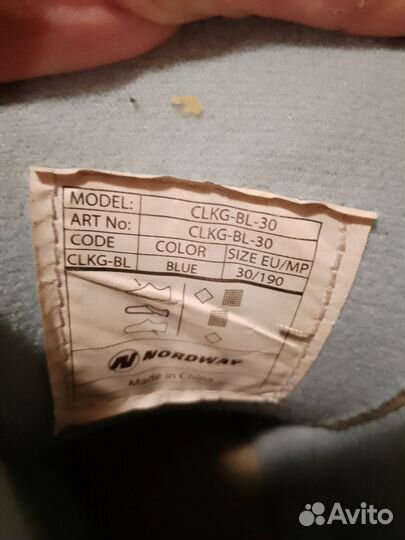 MODEL: CLKG-BL-30
ART No: CLKG-BL-30
CODE COLOR SIZE EU/MP
CLKG-BL BLUE 30/190
NORDWAY
Made in China
Avito